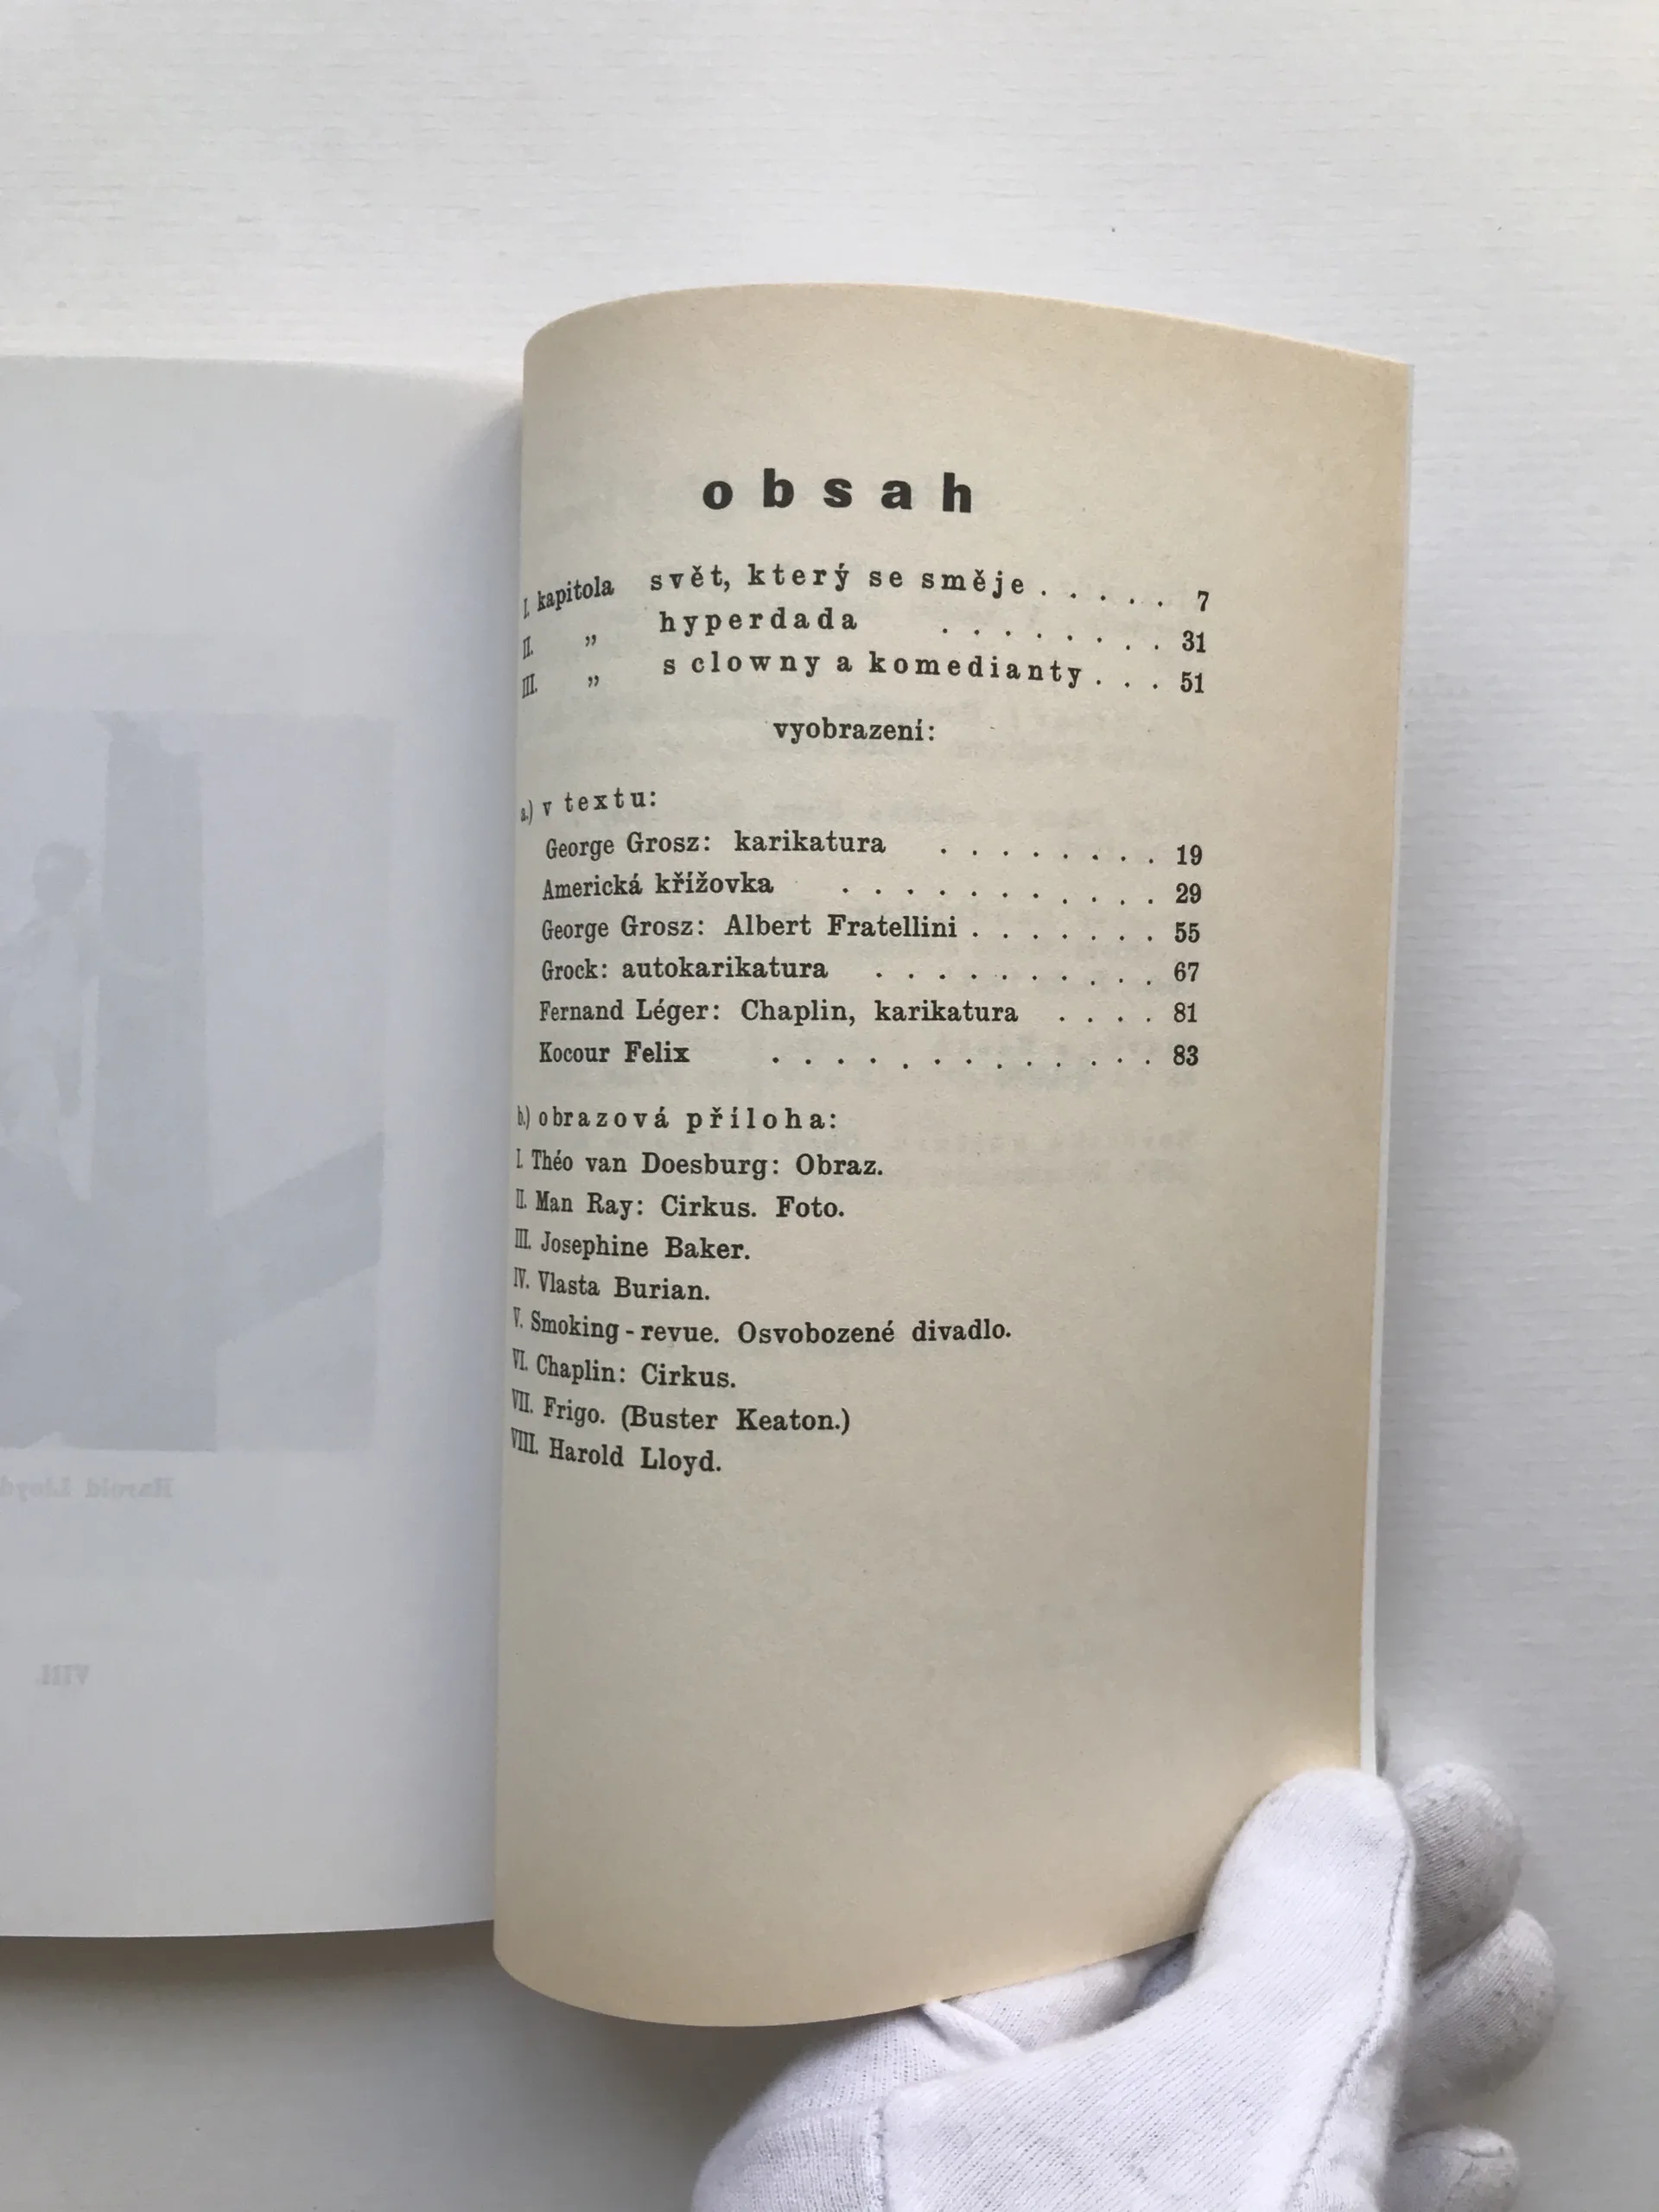 obsah
I. kapitola svět, který se směje . . . . . 7
II. „ hyperdada . . . . . . . . 31
III. „ s clowny a komedianty . . . 51
vyobrazení:
a.) v textu:
George Grosz: karikatura . . . . . . . . 19
Americká křížovka . . . . . . . . . . . 29
George Grosz: Albert Fratellini . . . . . . . 55
Grock: autokarikatura . . . . . . . . . . 67
Fernand Léger: Chaplin, karikatura . . . . 81
Kocour Felix . . . . . . . . . . . . . 83
b.) obrazová příloha:
I. Théo van Doesburg: Obraz.
II. Man Ray: Cirkus. Foto.
III. Josephine Baker.
IV. Vlasta Burian.
V. Smoking - revue. Osvobozené divadlo.
VI. Chaplin: Cirkus.
VII. Frigo. (Buster Keaton.)
VIII. Harold Lloyd.
Harold Lloyd
VIII.